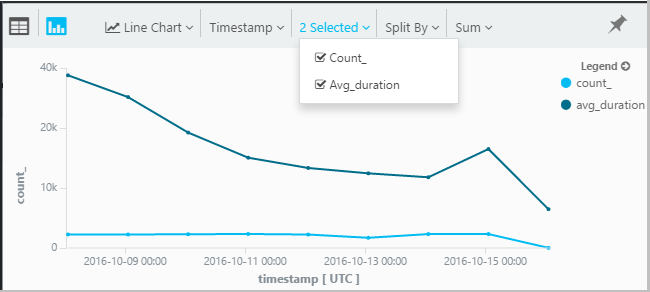 Line Chart Timestamp 2 Selected Split By Sum
Count_
Avg_duration
Legend
count_
avg_duration
40k
20k
10k
0
count_
2016-10-09 00:00 2016-10-11 00:00 2016-10-13 00:00 2016-10-15 00:00
timestamp [ UTC ]